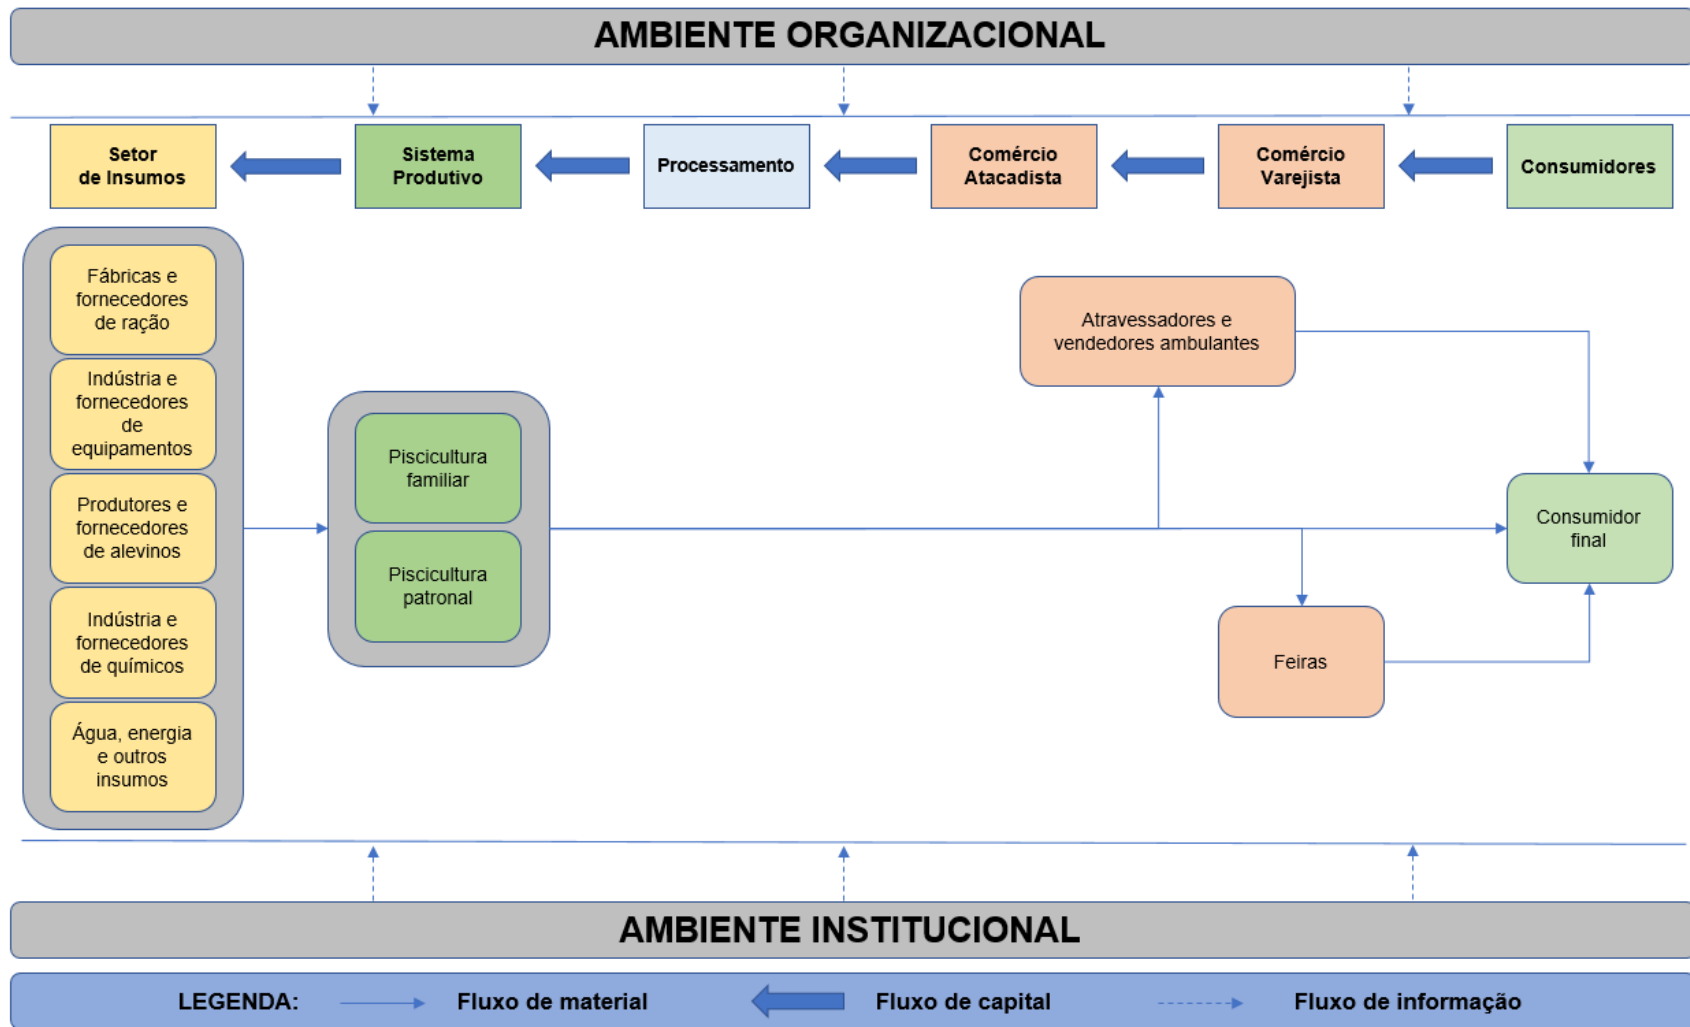 AMBIENTE ORGANIZACIONAL
Setor
de Insumos
Sistema
Produtivo
Processamento
Comércio
Atacadista
Comércio
Varejista
Consumidores
Fábricas e
fornecedores
de ração
Indústria e
fornecedores
de
equipamentos
Produtores e
fornecedores
de alevinos
Indústria e
fornecedores
de químicos
Água, energia
e outros
insumos
Piscicultura
familiar
Piscicultura
patronal
Atravessadores e
vendedores ambulantes
Feiras
Consumidor
final
AMBIENTE INSTITUCIONAL
LEGENDA:
Fluxo de material
Fluxo de capital
Fluxo de informação